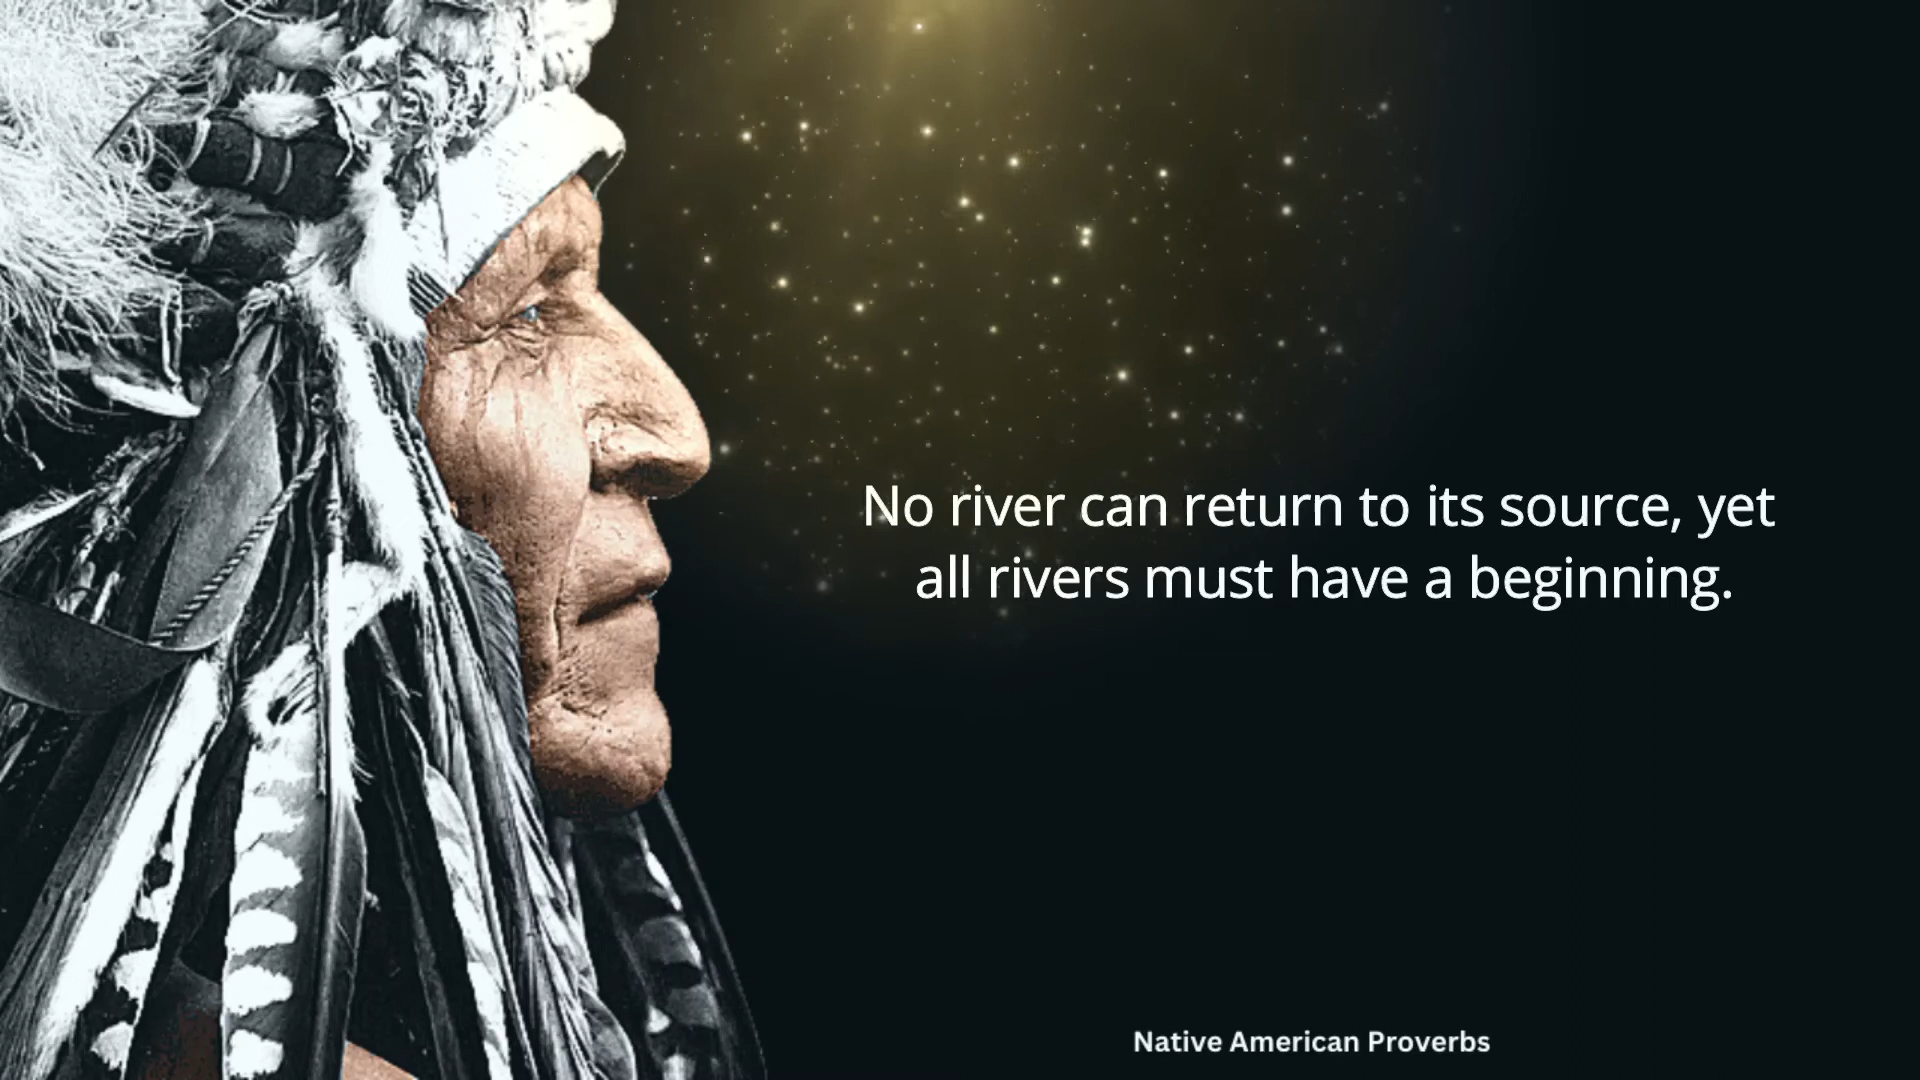 No river can return to its source, yet
all rivers must have a beginning.
Native American Proverbs